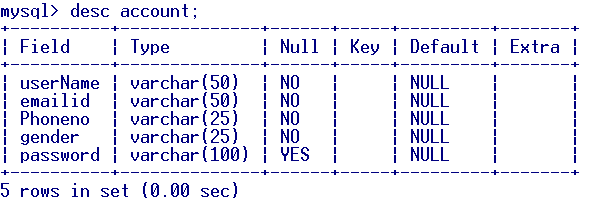 mysql> desc account;
+----------+--------------+------+-----+---------+-------+
| Field    | Type         | Null | Key | Default | Extra |
+----------+--------------+------+-----+---------+-------+
| userName | varchar(50)  | NO   |     | NULL    |       |
| emailid  | varchar(50)  | NO   |     | NULL    |       |
| Phoneno  | varchar(25)  | NO   |     | NULL    |       |
| gender   | varchar(25)  | NO   |     | NULL    |       |
| password | varchar(100) | YES  |     | NULL    |       |
+----------+--------------+------+-----+---------+-------+
5 rows in set (0.00 sec)